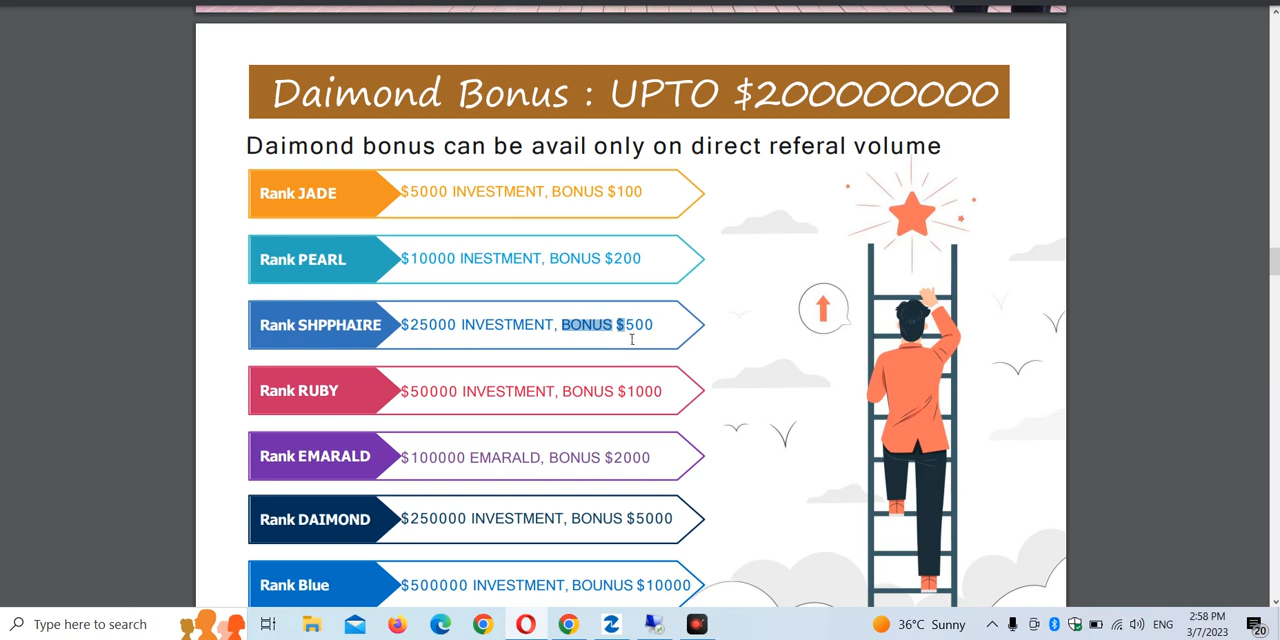 Daimond Bonus : UPTO $200000000
Daimond bonus can be avail only on direct referal volume
Rank JADE $5000 INVESTMENT, BONUS $100
Rank PEARL $10000 INESTMENT, BONUS $200
Rank SHPPHAIRE $25000 INVESTMENT, BONUS $500
Rank RUBY $50000 INVESTMENT, BONUS $1000
Rank EMARALD $100000 EMARALD, BONUS $2000
Rank DAIMOND $250000 INVESTMENT, BONUS $5000
Rank Blue $500000 INVESTMENT, BOUNUS $10000
Type here to search
36°C Sunny
ENG
2:58 PM
3/7/2023
20